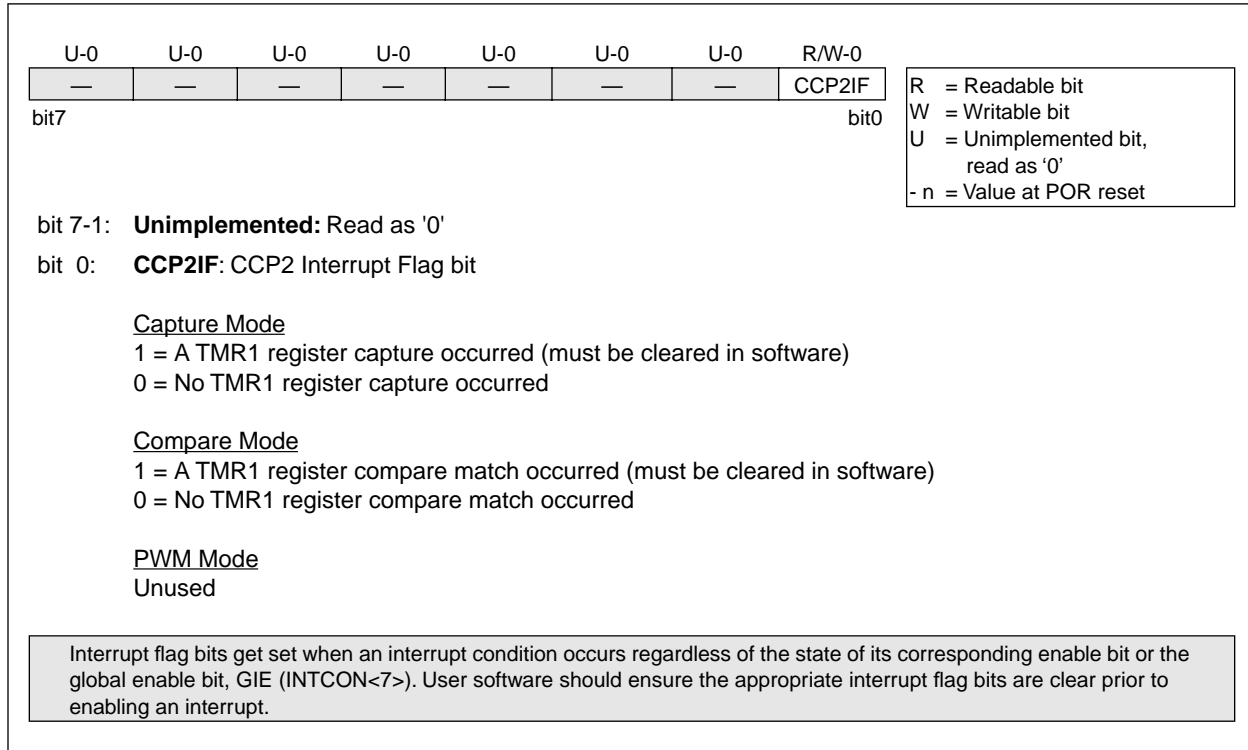 U-0 U-0 U-0 U-0 U-0 U-0 U-0 R/W-0
— — — — — — — CCP2IF
bit7 bit0
R = Readable bit
W = Writable bit
U = Unimplemented bit,
read as ‘0’
- n = Value at POR reset
bit 7-1: Unimplemented: Read as '0'
bit 0: CCP2IF: CCP2 Interrupt Flag bit
Capture Mode
1 = A TMR1 register capture occurred (must be cleared in software)
0 = No TMR1 register capture occurred
Compare Mode
1 = A TMR1 register compare match occurred (must be cleared in software)
0 = No TMR1 register compare match occurred
PWM Mode
Unused
Interrupt flag bits get set when an interrupt condition occurs regardless of the state of its corresponding enable bit or the
global enable bit, GIE (INTCON<7>). User software should ensure the appropriate interrupt flag bits are clear prior to
enabling an interrupt.